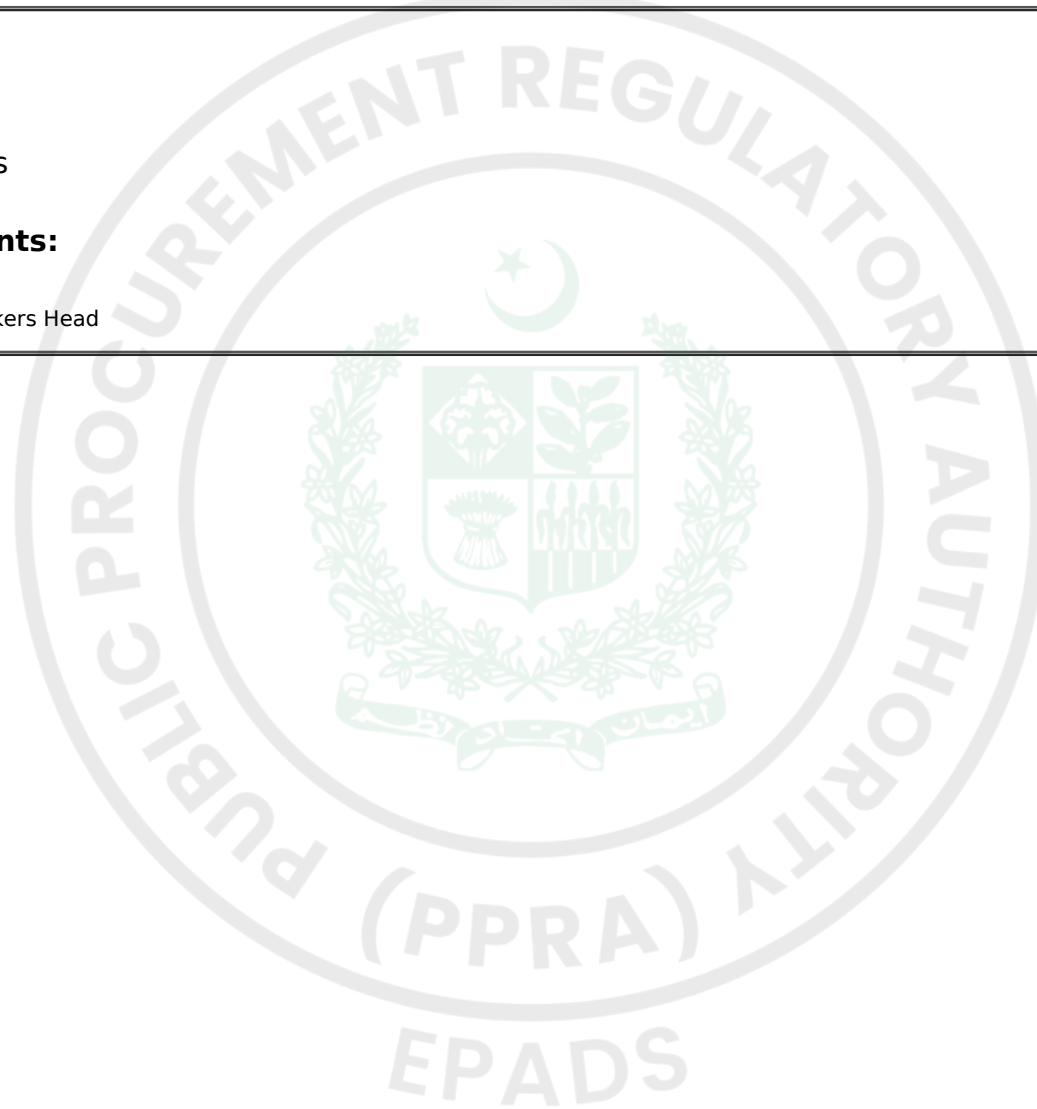 s
nts:
kers Head
PUBLIC PROCUREMENT REGULATORY AUTHORITY
(PPRA)
EPADS